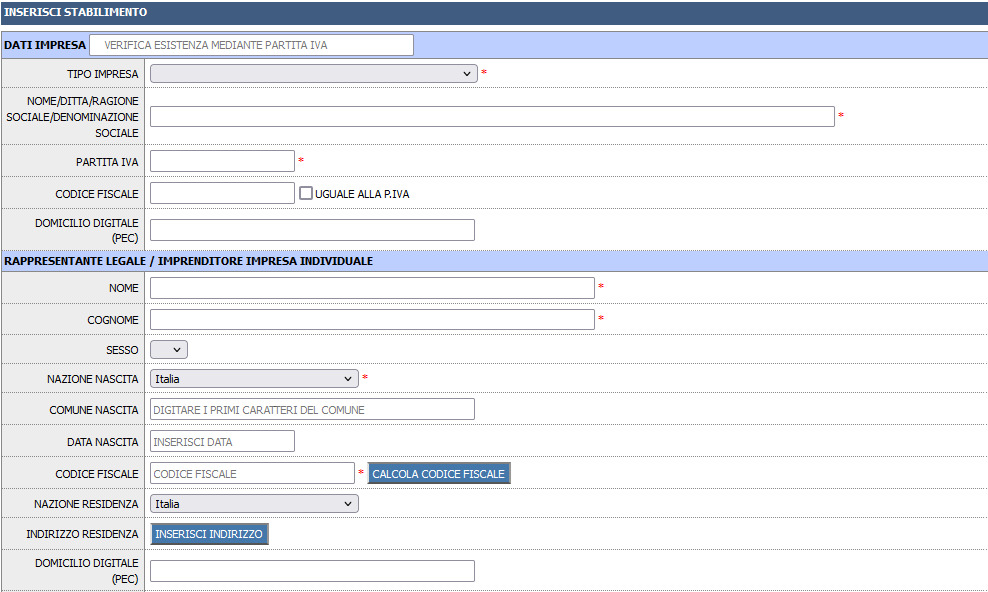 INSERISCI STABILIMENTO
DATI IMPRESA VERIFICA ESISTENZA MEDIANTE PARTITA IVA
TIPO IMPRESA *
NOME/DITTA/RAGIONE
SOCIALE/DENOMINAZIONE
SOCIALE *
PARTITA IVA *
CODICE FISCALE UGUALE ALLA P.IVA
DOMICILIO DIGITALE
(PEC)
RAPPRESENTANTE LEGALE / IMPRENDITORE IMPRESA INDIVIDUALE
NOME *
COGNOME *
SESSO
NAZIONE NASCITA Italia *
COMUNE NASCITA DIGITARE I PRIMI CARATTERI DEL COMUNE
DATA NASCITA INSERISCI DATA
CODICE FISCALE CODICE FISCALE * CALCOLA CODICE FISCALE
NAZIONE RESIDENZA Italia
INDIRIZZO RESIDENZA INSERISCI INDIRIZZO
DOMICILIO DIGITALE
(PEC)